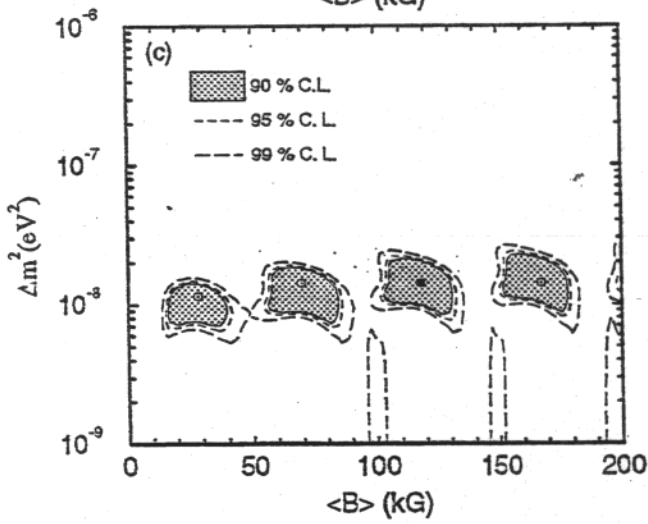 <B> (kG)
10⁻⁶
(c)
90 % C.L.
95 % C. L.
99 % C.L.
10⁻⁷
Δm²(eV²)
10⁻⁸
10⁻⁹
0 50 100 150 200
<B> (kG)